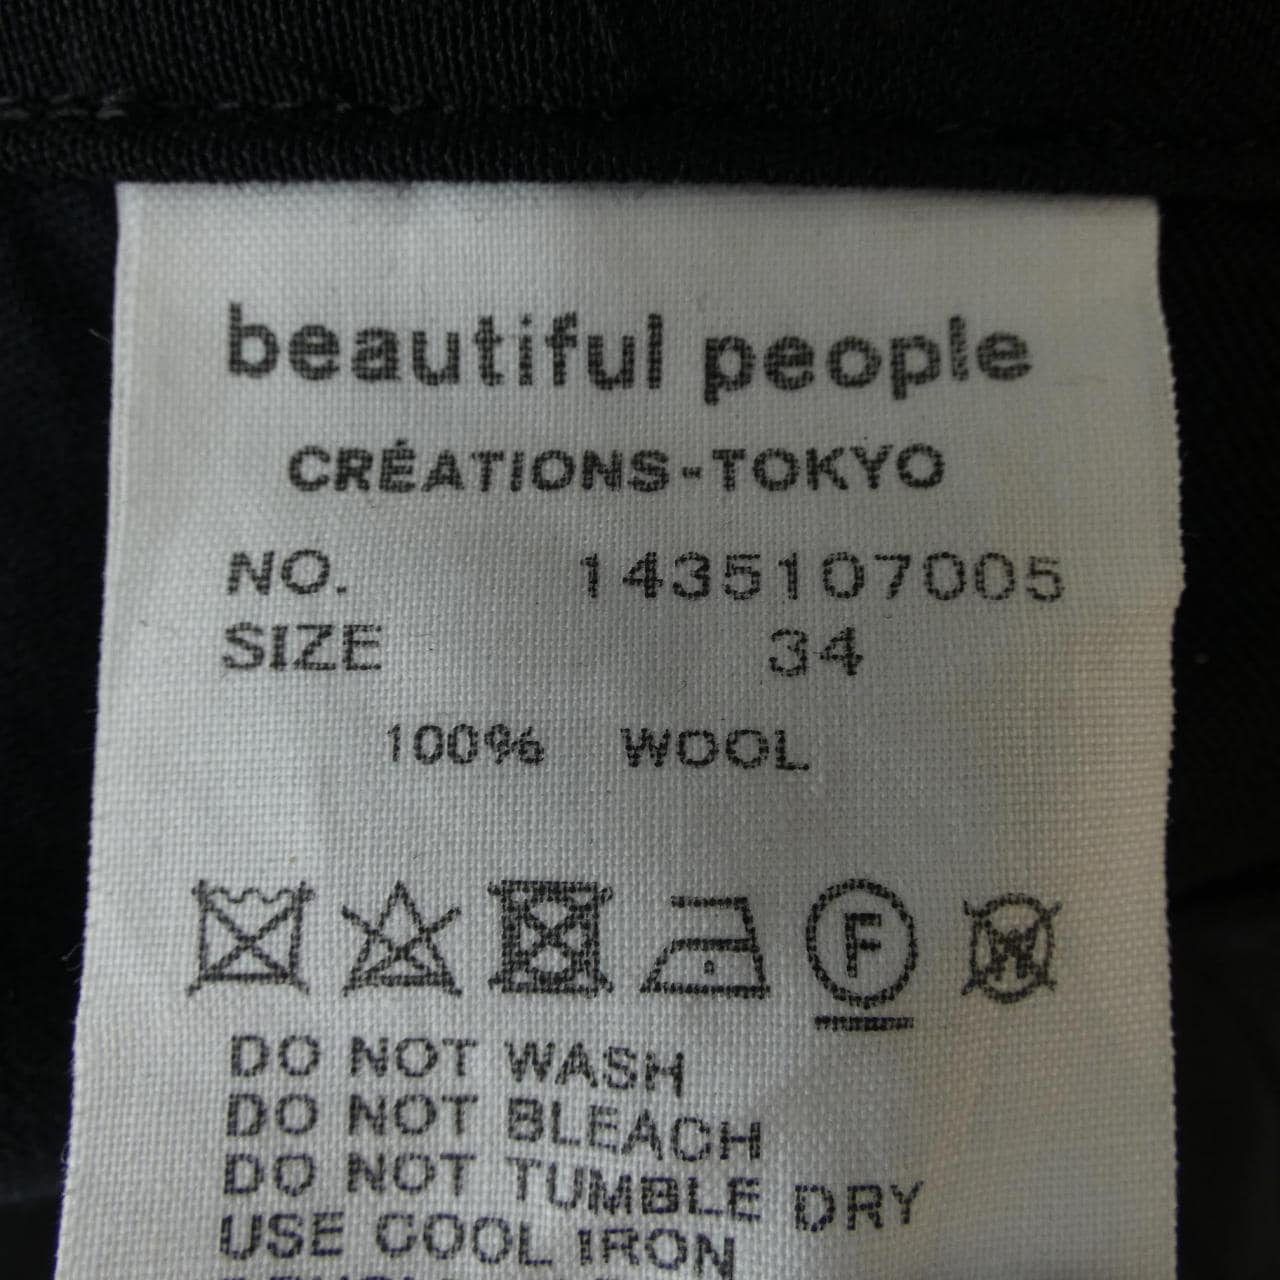 beautiful people
CRÉATIONS-TOKYO
NO. 1435107005
SIZE 34
100% WOOL
F
W
DO NOT WASH
DO NOT BLEACH
DO NOT TUMBLE DRY
USE COOL IRON